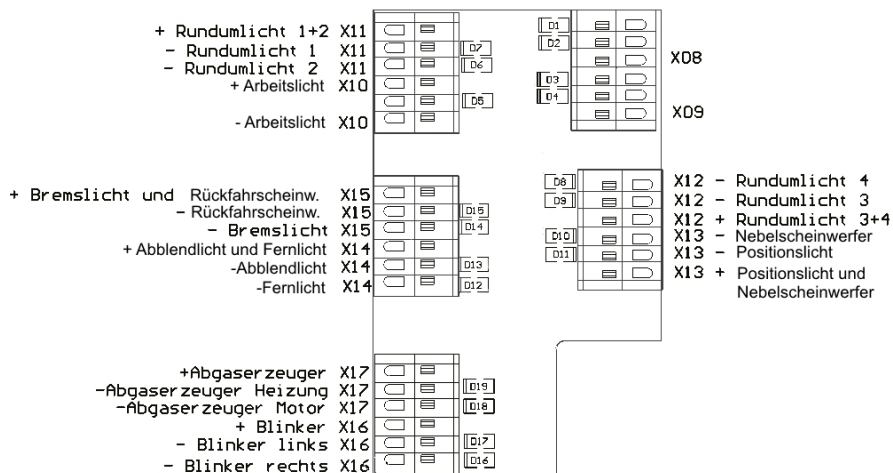 + Rundumlicht 1+2 X11
- Rundumlicht 1 X11
- Rundumlicht 2 X11
+ Arbeitslicht X10
- Arbeitslicht X10
D7
D6
D5
D1
D2
D3
D4
X08
X09
+ Bremslicht und Rückfahrscheinw. X15
- Rückfahrscheinw. X15
- Bremslicht X15
+ Abblendlicht und Fernlicht X14
-Abblendlicht X14
-Fernlicht X14
D15
D14
D13
D12
D8
D9
D10
D11
X12 - Rundumlicht 4
X12 - Rundumlicht 3
X12 + Rundumlicht 3+4
X13 - Nebelscheinwerfer
X13 - Positionslicht
X13 + Positionslicht und
Nebelscheinwerfer
+Abgaserzeuger X17
-Abgaserzeuger Heizung X17
-Abgaserzeuger Motor X17
+ Blinker X16
- Blinker links X16
- Blinker rechts X16
D19
D18
D17
D16